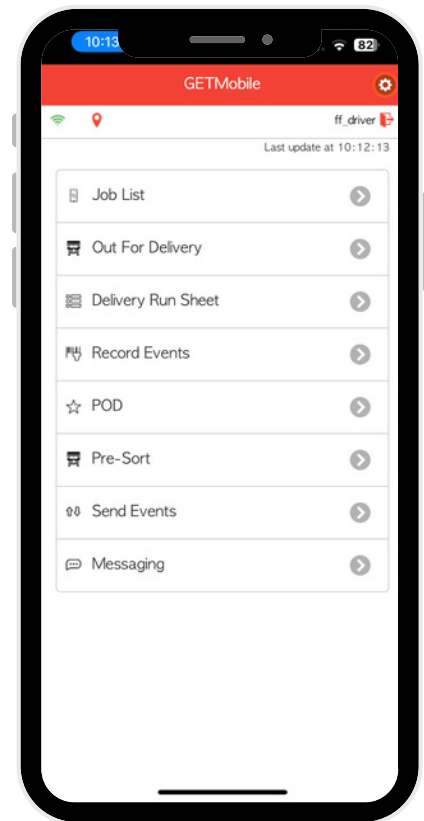 10:13
82
GETMobile
ff_driver
Last update at 10:12:13
Job List
Out For Delivery
Delivery Run Sheet
Record Events
POD
Pre-Sort
Send Events
Messaging